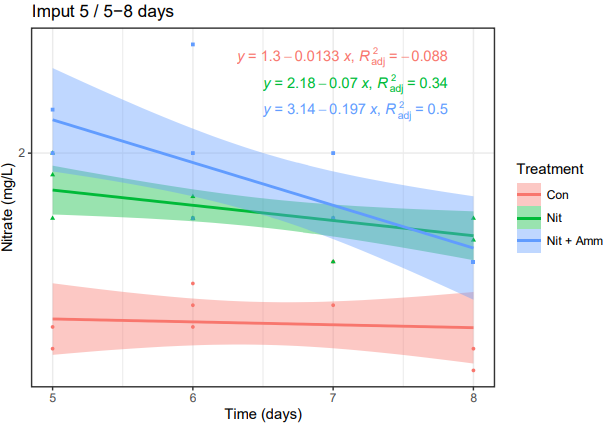 Imput 5 / 5−8 days
y = 1.3 − 0.0133 x, R²adj = −0.088
y = 2.18 − 0.07 x, R²adj = 0.34
y = 3.14 − 0.197 x, R²adj = 0.5
2
Nitrate (mg/L)
5 6 7 8
Time (days)
Treatment
Con
Nit
Nit + Amm